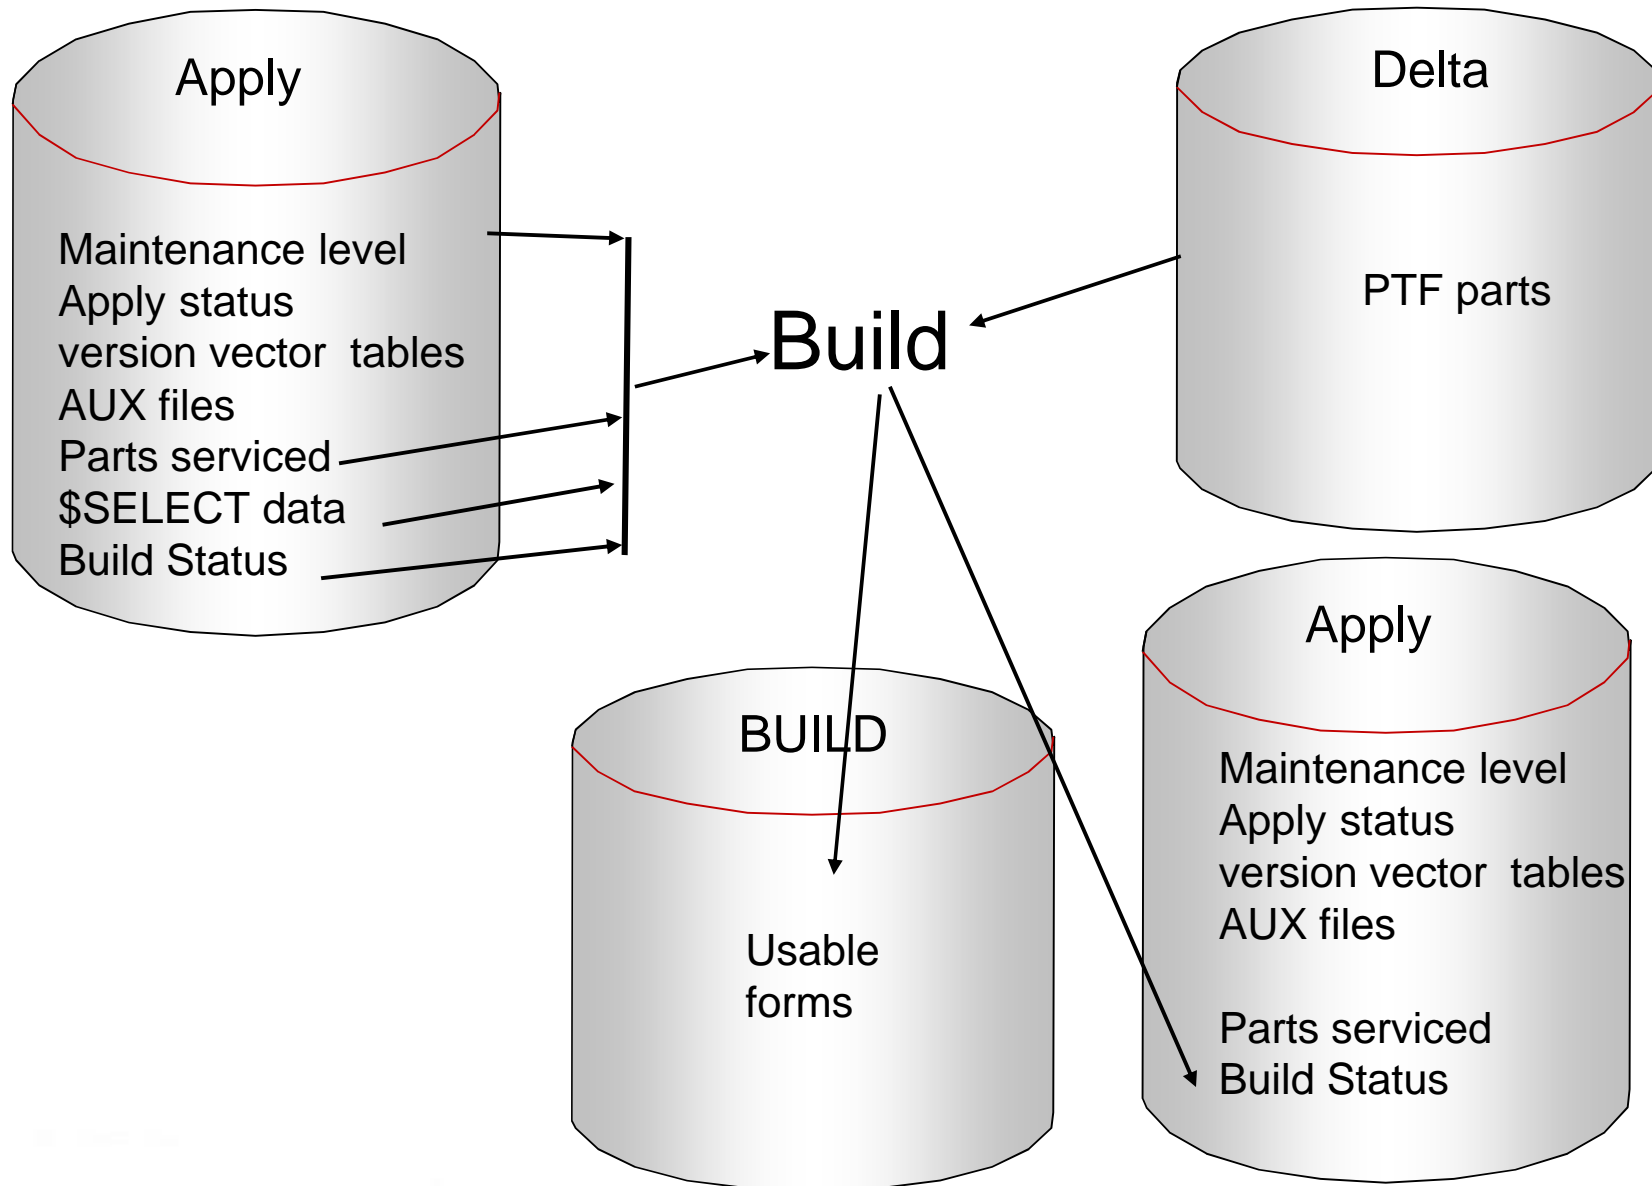 Apply
Maintenance level
Apply status
version vector  tables
AUX files
Parts serviced
$SELECT data
Build Status
Build
Delta
PTF parts
BUILD
Usable
forms
Apply
Maintenance level
Apply status
version vector  tables
AUX files
Parts serviced
Build Status